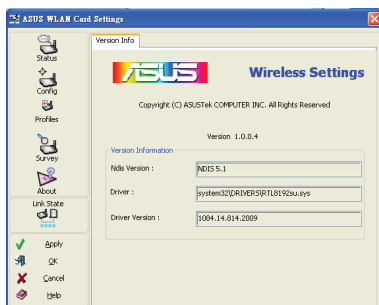 ASUS WLAN Card Settings
Status
Config
Profiles
Survey
About
Link State
Apply
OK
Cancel
Help
Version Info
ASUS
Wireless Settings
Copyright (C) ASUSTek COMPUTER INC. All Rights Reserved
Version 1.0.0.4
Version Information
Ndis Version :
NDIS 5.1
Driver :
system32\DRIVERS\RTL8192su.sys
Driver Version :
1084.14.814.2009